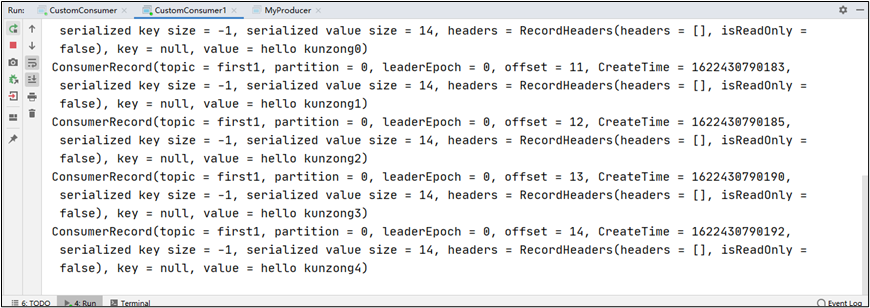 Run: CustomConsumer CustomConsumer1 MyProducer
serialized key size = -1, serialized value size = 14, headers = RecordHeaders(headers = [], isReadOnly =
false), key = null, value = hello kunzong0)
ConsumerRecord(topic = first1, partition = 0, leaderEpoch = 0, offset = 11, CreateTime = 1622430790183,
serialized key size = -1, serialized value size = 14, headers = RecordHeaders(headers = [], isReadOnly =
false), key = null, value = hello kunzong1)
ConsumerRecord(topic = first1, partition = 0, leaderEpoch = 0, offset = 12, CreateTime = 1622430790185,
serialized key size = -1, serialized value size = 14, headers = RecordHeaders(headers = [], isReadOnly =
false), key = null, value = hello kunzong2)
ConsumerRecord(topic = first1, partition = 0, leaderEpoch = 0, offset = 13, CreateTime = 1622430790190,
serialized key size = -1, serialized value size = 14, headers = RecordHeaders(headers = [], isReadOnly =
false), key = null, value = hello kunzong3)
ConsumerRecord(topic = first1, partition = 0, leaderEpoch = 0, offset = 14, CreateTime = 1622430790192,
serialized key size = -1, serialized value size = 14, headers = RecordHeaders(headers = [], isReadOnly =
false), key = null, value = hello kunzong4)
6: TODO 4: Run Terminal Event Log